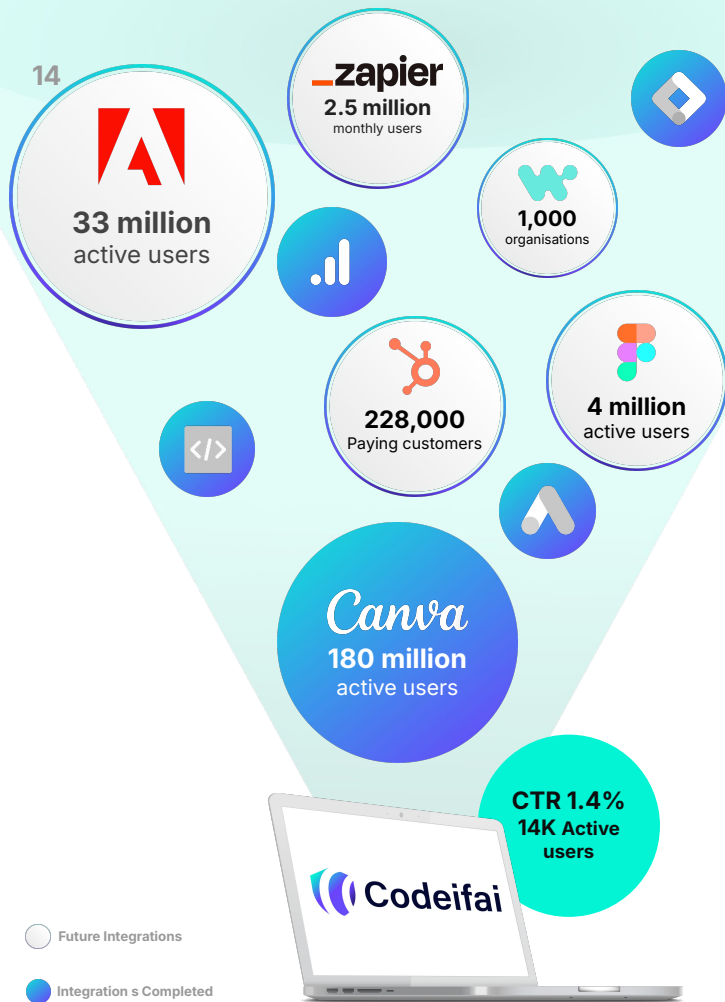 14
_zapier
2.5 million
monthly users
33 million
active users
1,000
organisations
228,000
Paying customers
4 million
active users
</>
Canva
180 million
active users
CTR 1.4%
14K Active
users
Codeifai
Future Integrations
Integration s Completed